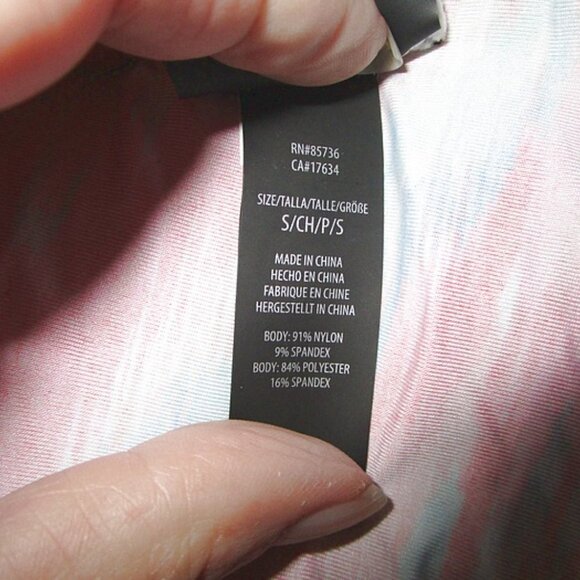 RN#85736
CA#17634
SIZE/TALLA/TALLE/GRÖßE
S/CH/P/S
MADE IN CHINA
HECHO EN CHINA
FABRIQUE EN CHINE
HERGESTELLT IN CHINA
BODY: 91% NYLON
9% SPANDEX
BODY: 84% POLYESTER
16% SPANDEX